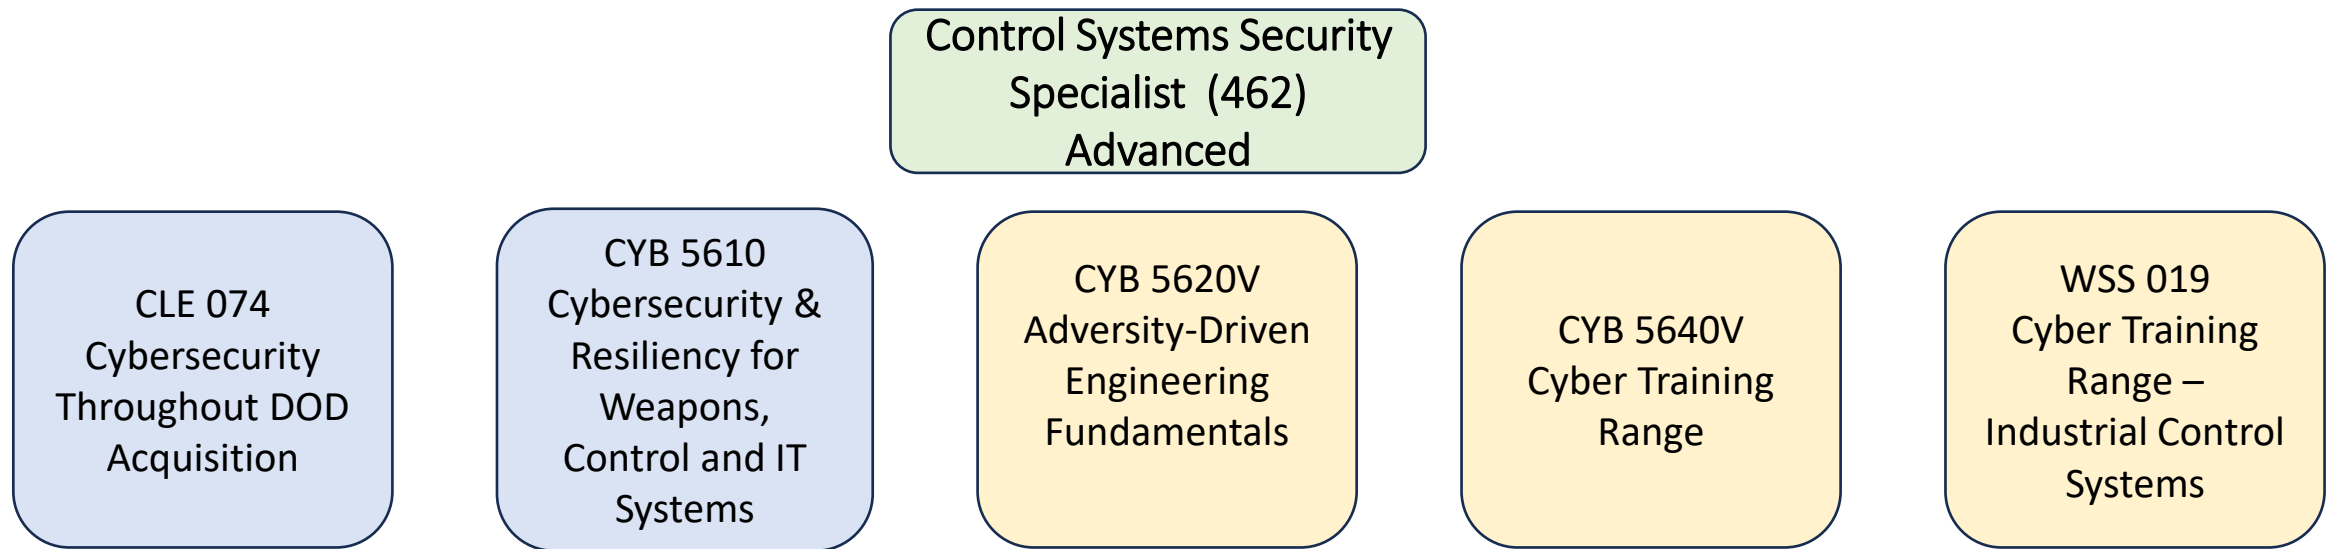 Control Systems Security
Specialist  (462)
Advanced
CLE 074
Cybersecurity
Throughout DOD
Acquisition
CYB 5610
Cybersecurity &
Resiliency for
Weapons,
Control and IT
Systems
CYB 5620V
Adversity-Driven
Engineering
Fundamentals
CYB 5640V
Cyber Training
Range
WSS 019
Cyber Training
Range –
Industrial Control
Systems